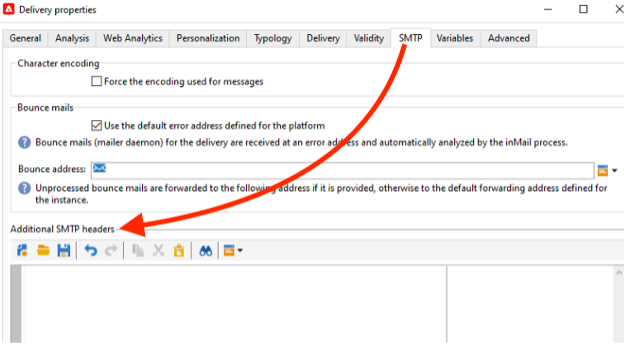 Delivery properties
General Analysis Web Analytics Personalization Typology Delivery Validity SMTP Variables Advanced
Character encoding
Force the encoding used for messages
Bounce mails
Use the default error address defined for the platform
Bounce mails (mailer daemon) for the delivery are received at an error address and automatically analyzed by the inMail process.
Bounce address:
Unprocessed bounce mails are forwarded to the following address if it is provided, otherwise to the default forwarding address defined for
the instance.
Additional SMTP headers